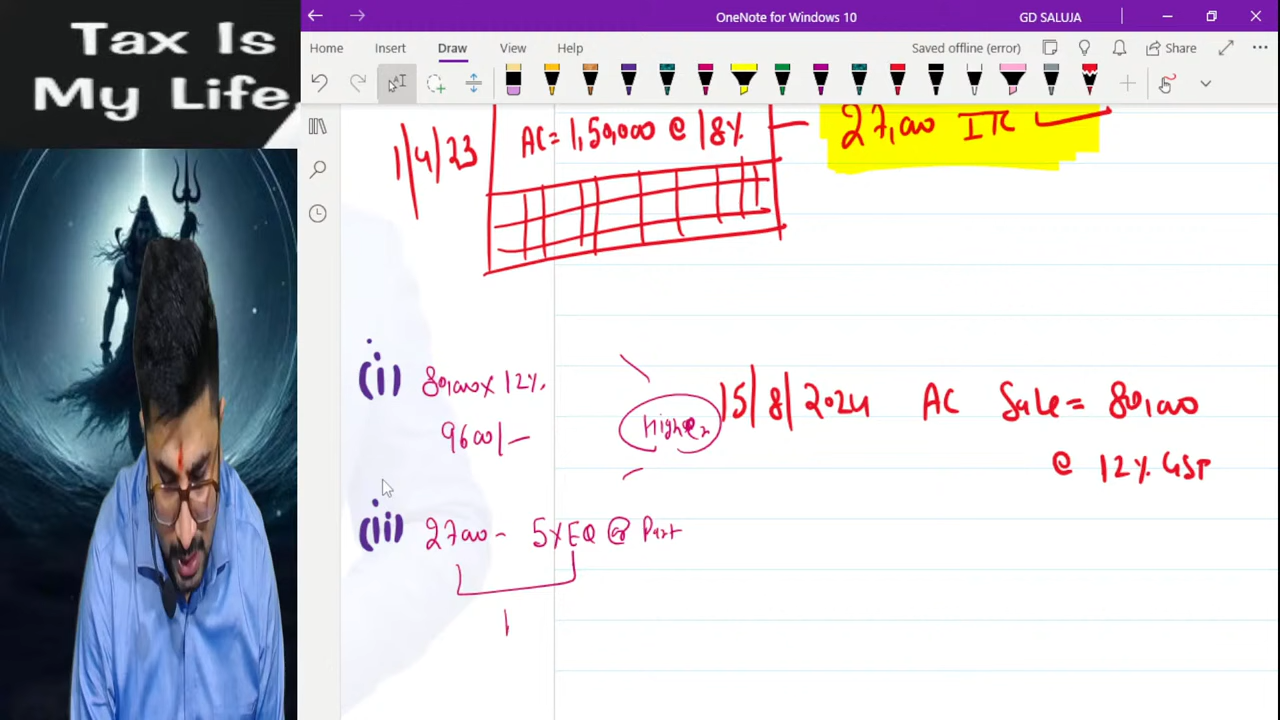 Tax Is
My Life,
OneNote for Windows 10
GD SALUJA
Home Insert Draw View Help
Saved offline (error)
Share
1/4/23
AC = 1,50,000 @ 18%
27,000 ITC
(i) 80,000 x 12%
9600/-
Higher
15/8/2024 AC Sale = 80,000
@ 12% GST
(ii) 27000 - 5% EQ @ Part